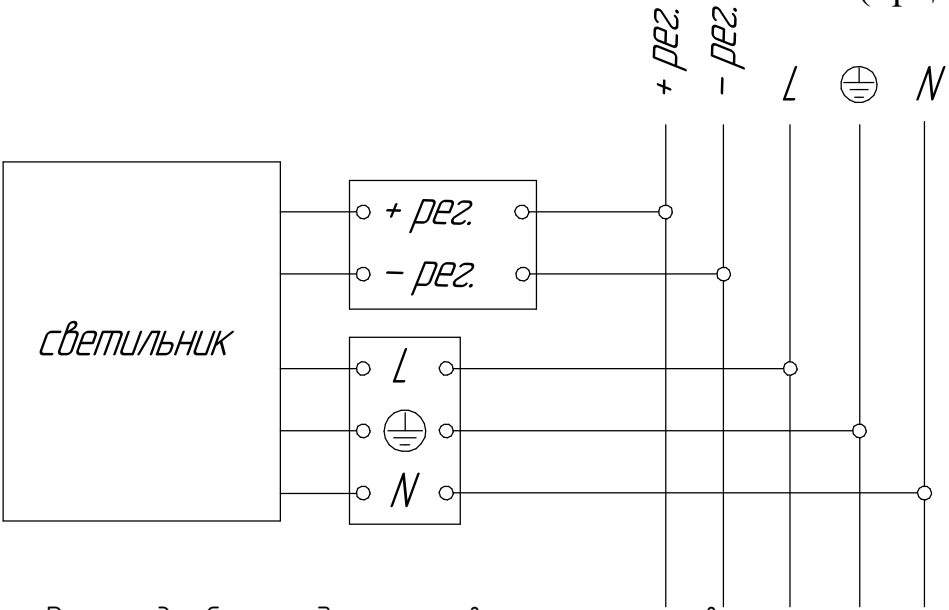 + рег.
− рег.
L
N
+ рег.
− рег.
светильник
L
N